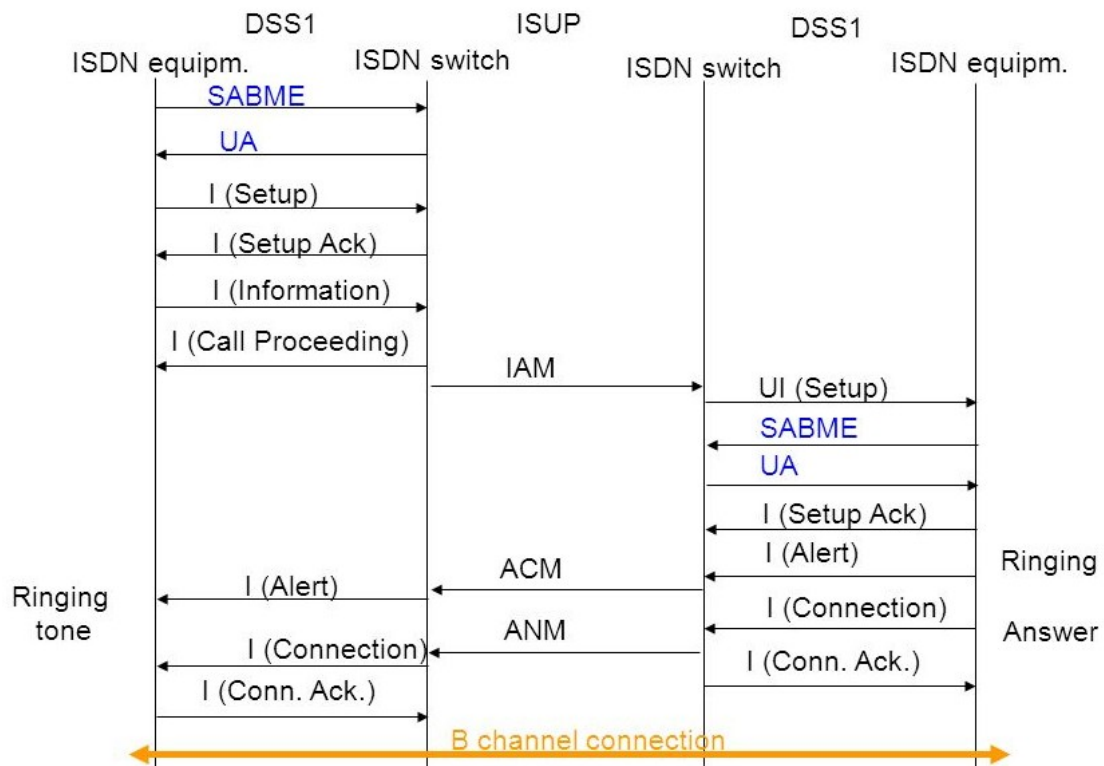 DSS1 ISUP DSS1
ISDN equipm. ISDN switch ISDN switch ISDN equipm.
SABME
UA
I (Setup)
I (Setup Ack)
I (Information)
I (Call Proceeding)
IAM
UI (Setup)
SABME
UA
I (Setup Ack)
I (Alert)
Ringing
ACM
I (Alert)
Ringing
tone
I (Connection)
Answer
ANM
I (Connection)
I (Conn. Ack.)
I (Conn. Ack.)
B channel connection